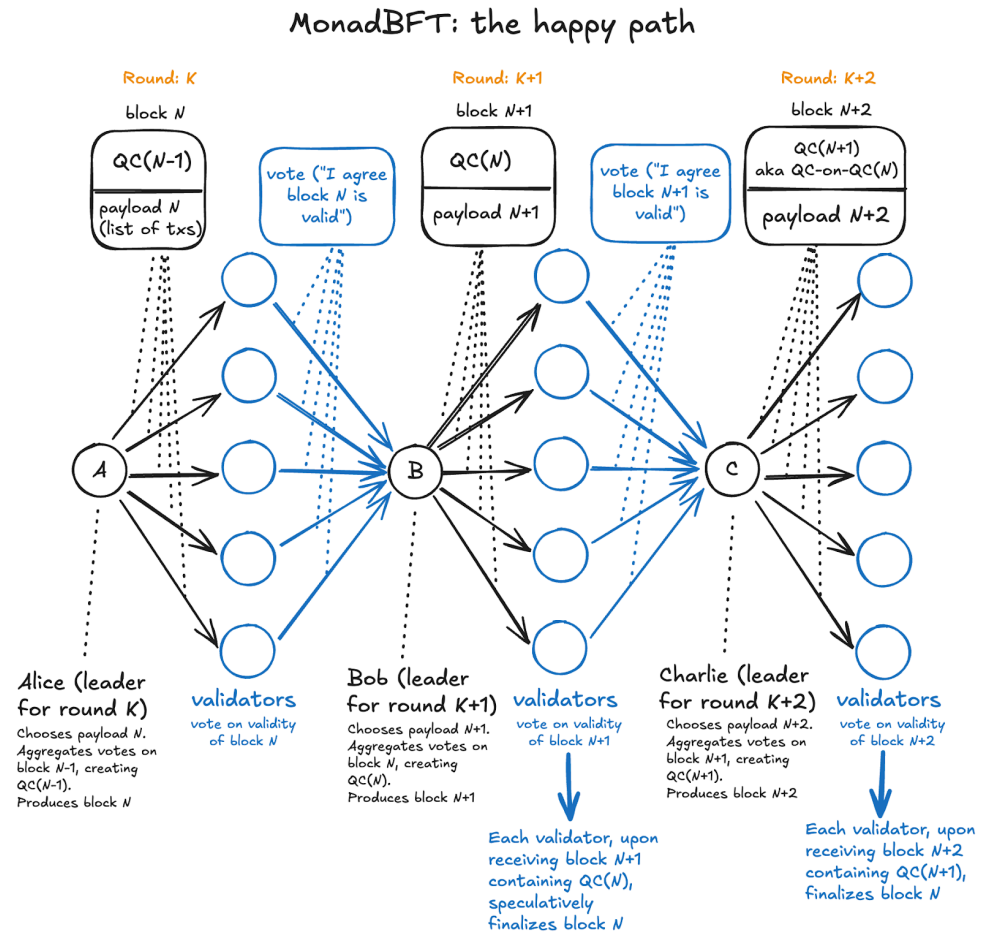 MonadBFT: the happy path
Round: K
block N
QC(N-1)
payload N
(list of txs)
vote ("I agree
block N is
valid")
Round: K+1
block N+1
QC(N)
payload N+1
vote ("I agree
block N+1 is
valid")
Round: K+2
block N+2
QC(N+1)
aka QC-on-QC(N)
payload N+2
A
B
C
Alice (leader
for round K)
Chooses payload N.
Aggregates votes on
block N-1, creating
QC(N-1).
Produces block N
validators
vote on validity
of block N
Bob (leader
for round K+1)
Chooses payload N+1.
Aggregates votes on
block N, creating
QC(N).
Produces block N+1
validators
vote on validity
of block N+1
Each validator, upon
receiving block N+1
containing QC(N),
speculatively
finalizes block N
Charlie (leader
for round K+2)
Chooses payload N+2.
Aggregates votes on
block N+1, creating
QC(N+1).
Produces block N+2
validators
vote on validity
of block N+2
Each validator, upon
receiving block N+2
containing QC(N+1),
finalizes block N